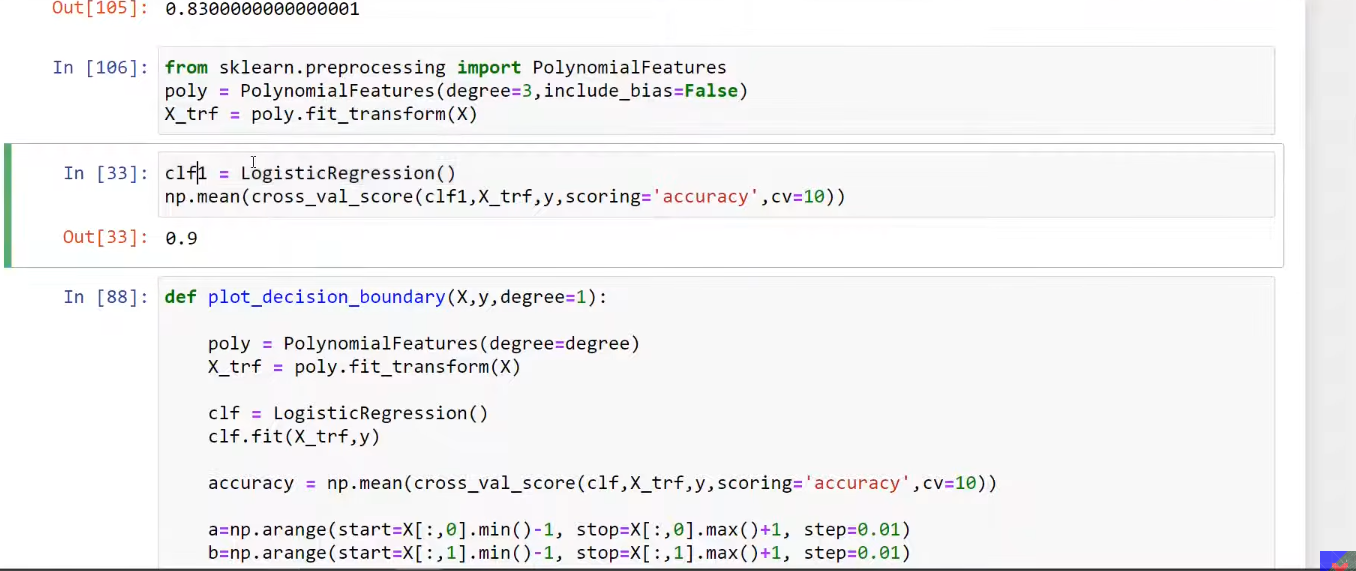 Out[105]: 0.8300000000000001
In [106]: from sklearn.preprocessing import PolynomialFeatures
poly = PolynomialFeatures(degree=3,include_bias=False)
X_trf = poly.fit_transform(X)
In [33]: clf1 = LogisticRegression()
np.mean(cross_val_score(clf1,X_trf,y,scoring='accuracy',cv=10))
Out[33]: 0.9
In [88]: def plot_decision_boundary(X,y,degree=1):
poly = PolynomialFeatures(degree=degree)
X_trf = poly.fit_transform(X)
clf = LogisticRegression()
clf.fit(X_trf,y)
accuracy = np.mean(cross_val_score(clf,X_trf,y,scoring='accuracy',cv=10))
a=np.arange(start=X[:,0].min()-1, stop=X[:,0].max()+1, step=0.01)
b=np.arange(start=X[:,1].min()-1, stop=X[:,1].max()+1, step=0.01)